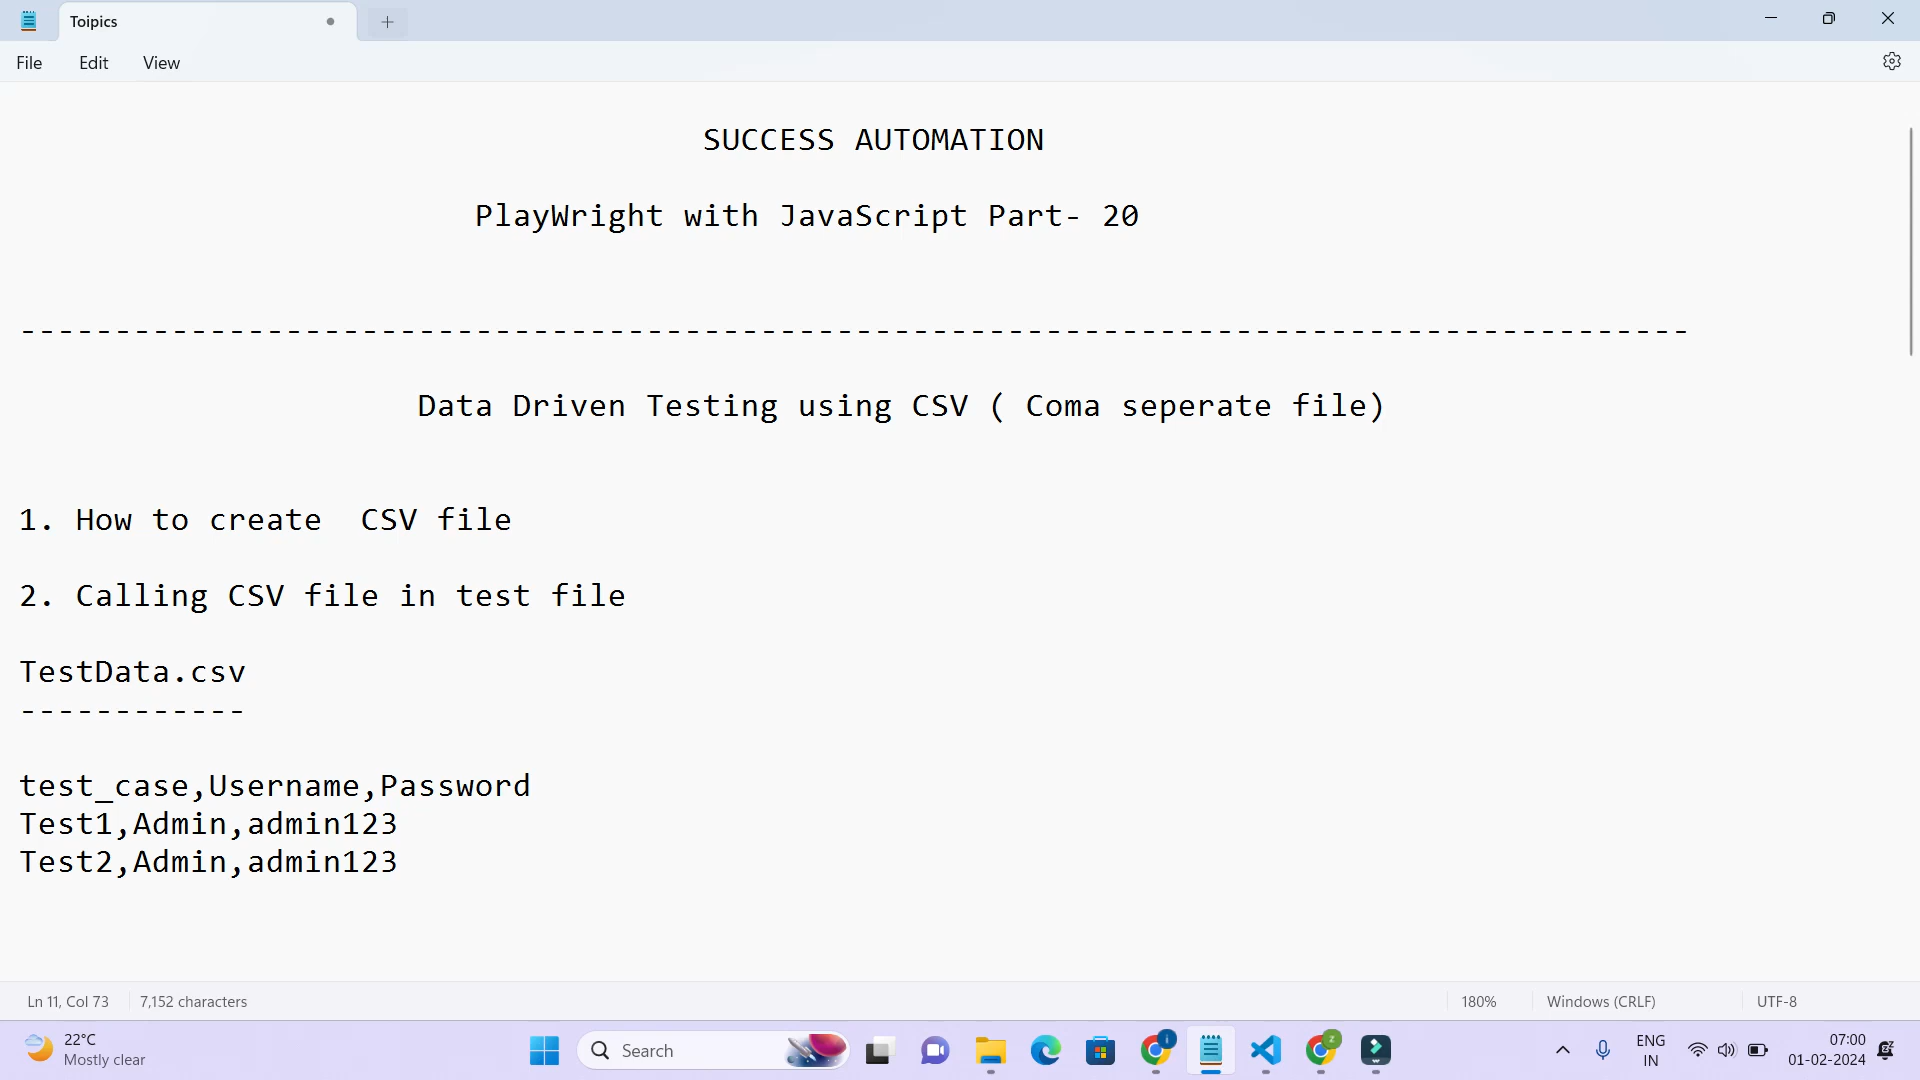 Toipics
File Edit View
SUCCESS AUTOMATION
PlayWright with JavaScript Part- 20
----------------------------------------------------------------------------------------
Data Driven Testing using CSV ( Coma seperate file)
1. How to create  CSV file
2. Calling CSV file in test file
TestData.csv
------------
test_case,Username,Password
Test1,Admin,admin123
Test2,Admin,admin123
Ln 11, Col 73 7,152 characters 180% Windows (CRLF) UTF-8
22°C
Mostly clear
Search
ENG
IN
07:00
01-02-2024